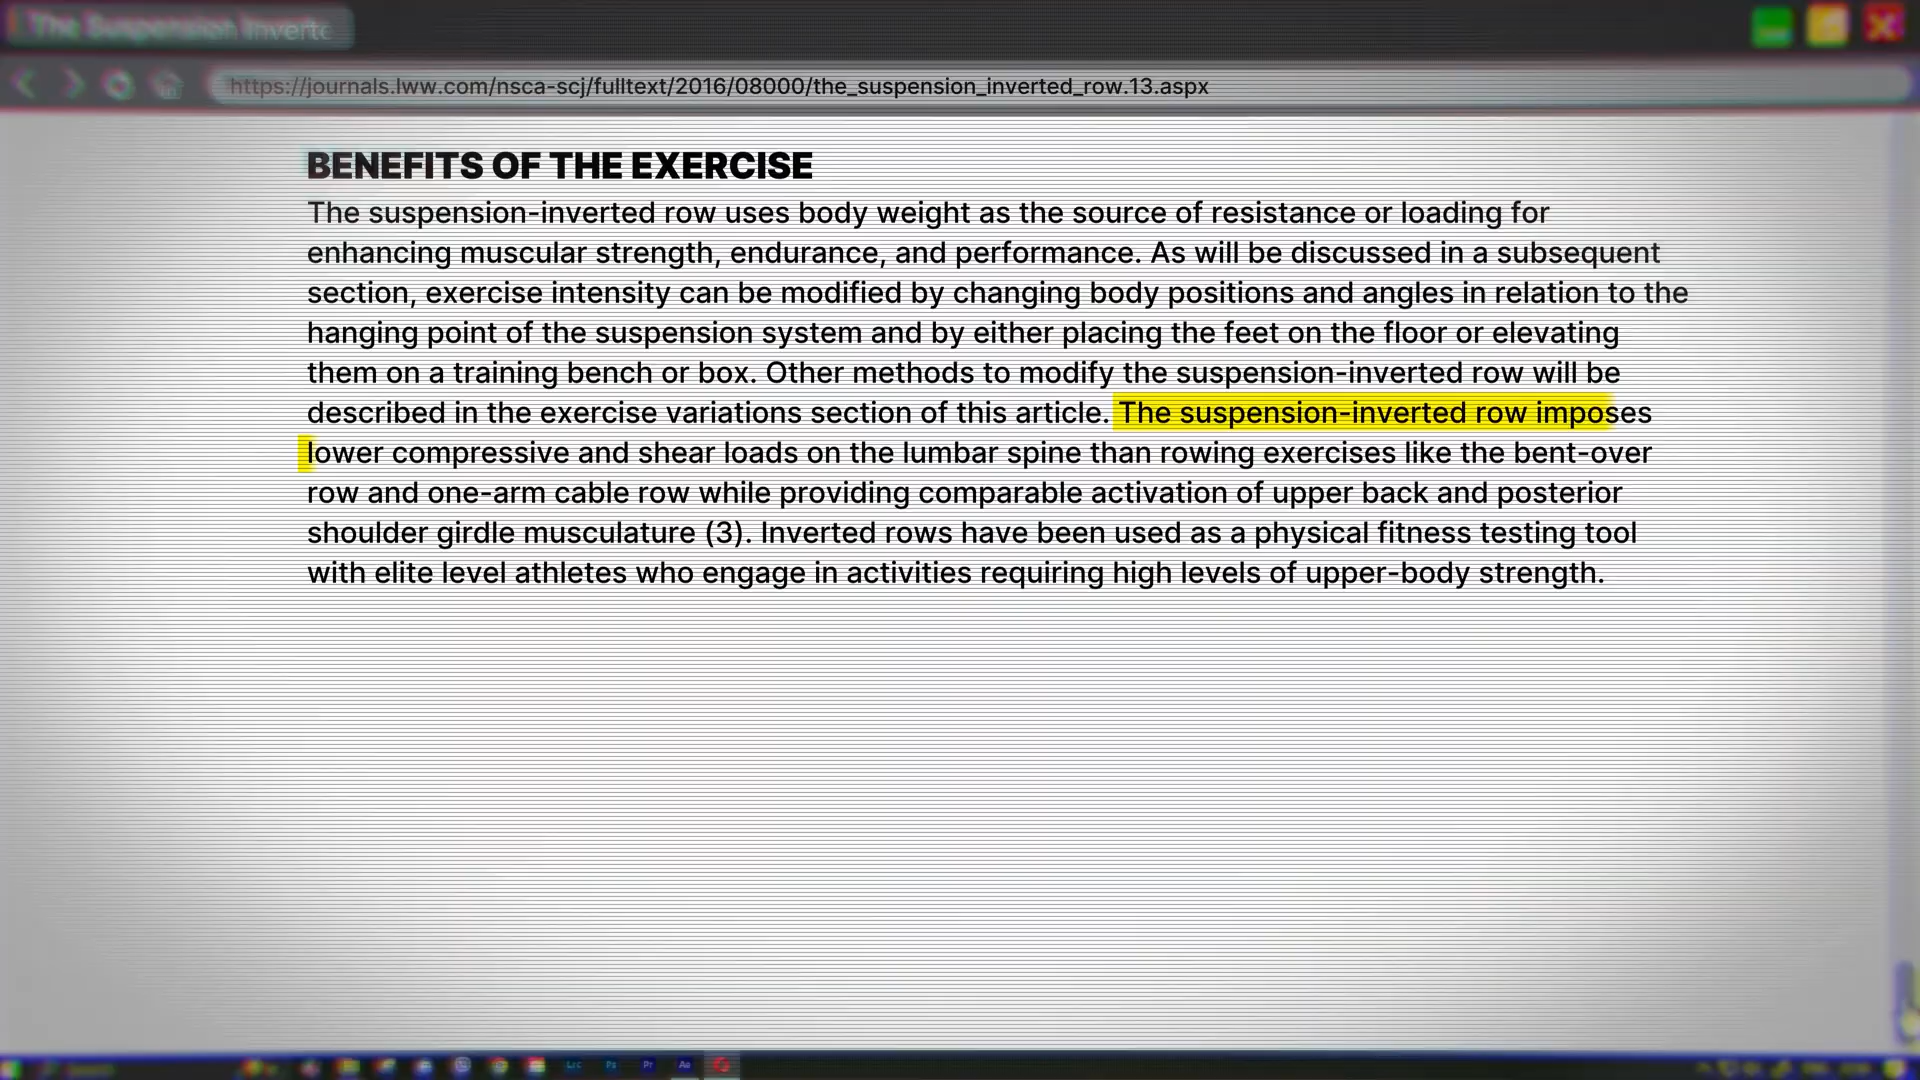 The Suspension Inverte
https://journals.lww.com/nsca-scj/fulltext/2016/08000/the_suspension_inverted_row.13.aspx
BENEFITS OF THE EXERCISE
The suspension-inverted row uses body weight as the source of resistance or loading for
enhancing muscular strength, endurance, and performance. As will be discussed in a subsequent
section, exercise intensity can be modified by changing body positions and angles in relation to the
hanging point of the suspension system and by either placing the feet on the floor or elevating
them on a training bench or box. Other methods to modify the suspension-inverted row will be
described in the exercise variations section of this article. The suspension-inverted row imposes
lower compressive and shear loads on the lumbar spine than rowing exercises like the bent-over
row and one-arm cable row while providing comparable activation of upper back and posterior
shoulder girdle musculature (3). Inverted rows have been used as a physical fitness testing tool
with elite level athletes who engage in activities requiring high levels of upper-body strength.
Lrc Ps Pr Ae